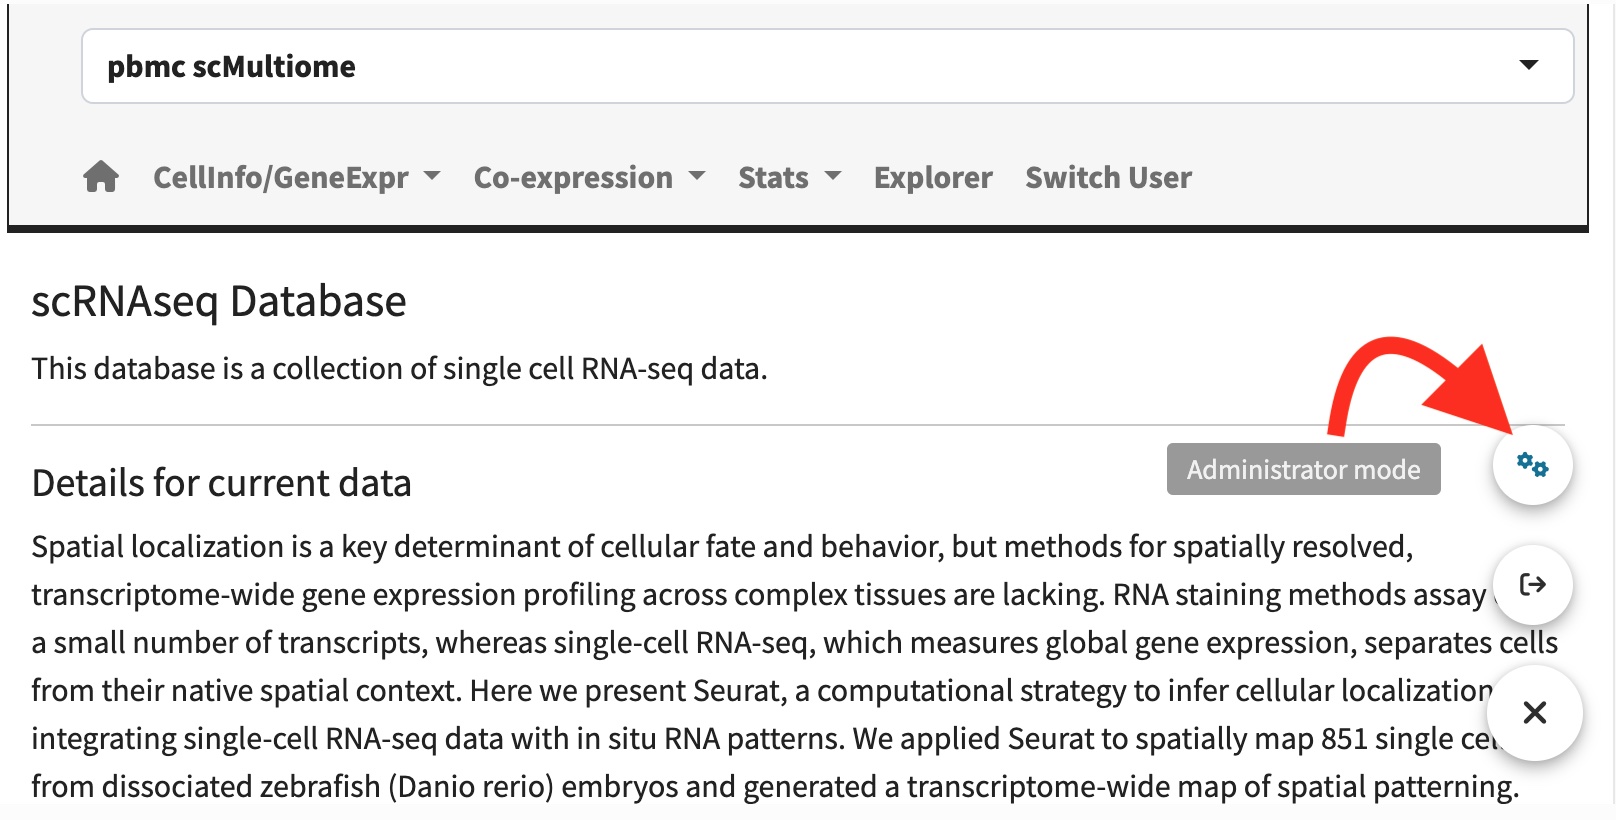 pbmc scMultiome
CellInfo/GeneExpr Co-expression Stats Explorer Switch User
scRNAseq Database
This database is a collection of single cell RNA-seq data.
Administrator mode
Details for current data
Spatial localization is a key determinant of cellular fate and behavior, but methods for spatially resolved,
transcriptome-wide gene expression profiling across complex tissues are lacking. RNA staining methods assay
a small number of transcripts, whereas single-cell RNA-seq, which measures global gene expression, separates cells
from their native spatial context. Here we present Seurat, a computational strategy to infer cellular localization
integrating single-cell RNA-seq data with in situ RNA patterns. We applied Seurat to spatially map 851 single
from dissociated zebrafish (Danio rerio) embryos and generated a transcriptome-wide map of spatial patterning.